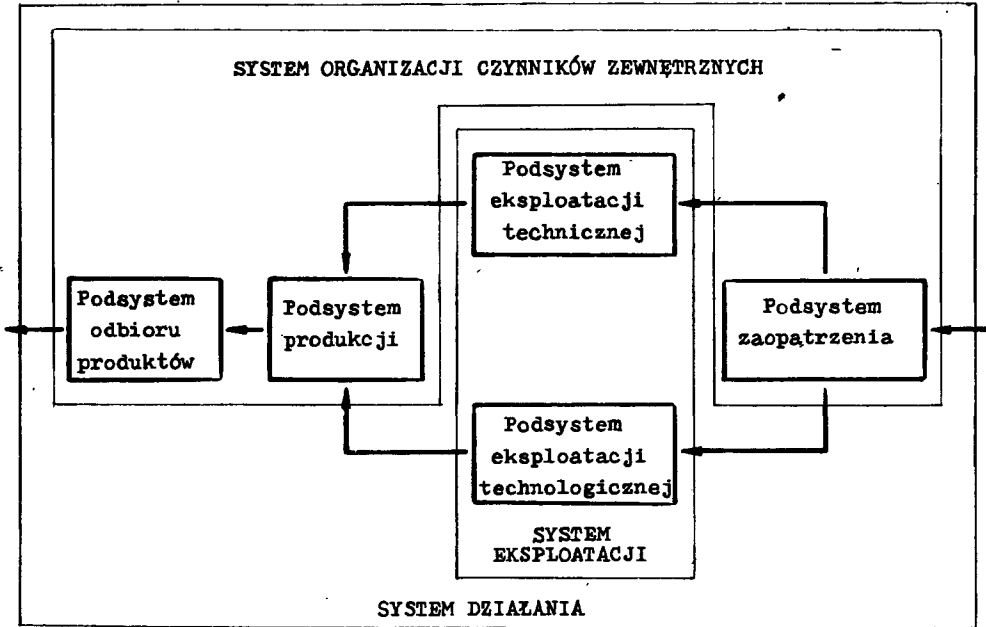 SYSTEM ORGANIZACJI CZYNNIKÓW ZEWNĘTRZNYCH
Podsystem
eksploatacji
technicznej
Podsystem
odbioru
produktów
Podsystem
produkcji
Podsystem
zaopatrzenia
Podsystem
eksploatacji
technologicznej
SYSTEM
EKSPLOATACJI
SYSTEM DZIAŁANIA